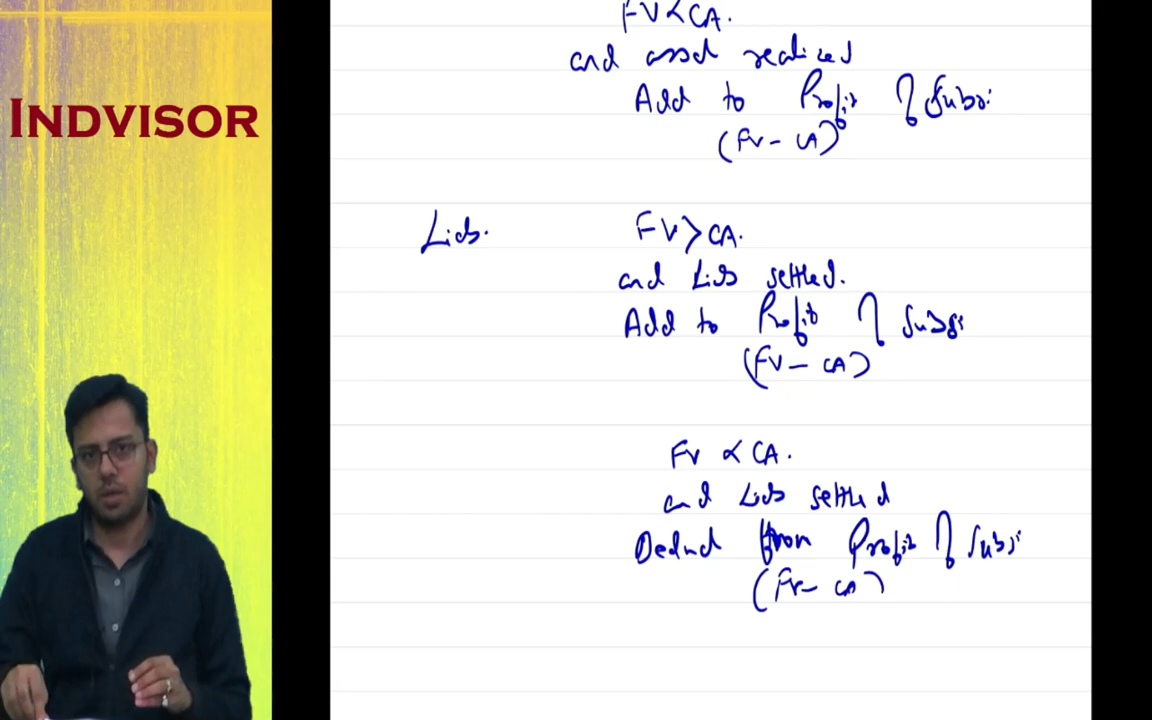 FV < CA.
and asset realized
Add to Profit of Subsi
(FV - CA)
INDVISOR
Liab. FV > CA.
and Liab settled.
Add to Profit of Subsi
(FV - CA)
FV < CA.
and Liab settled
Deduct from Profit of Subsi
(FV - CA)